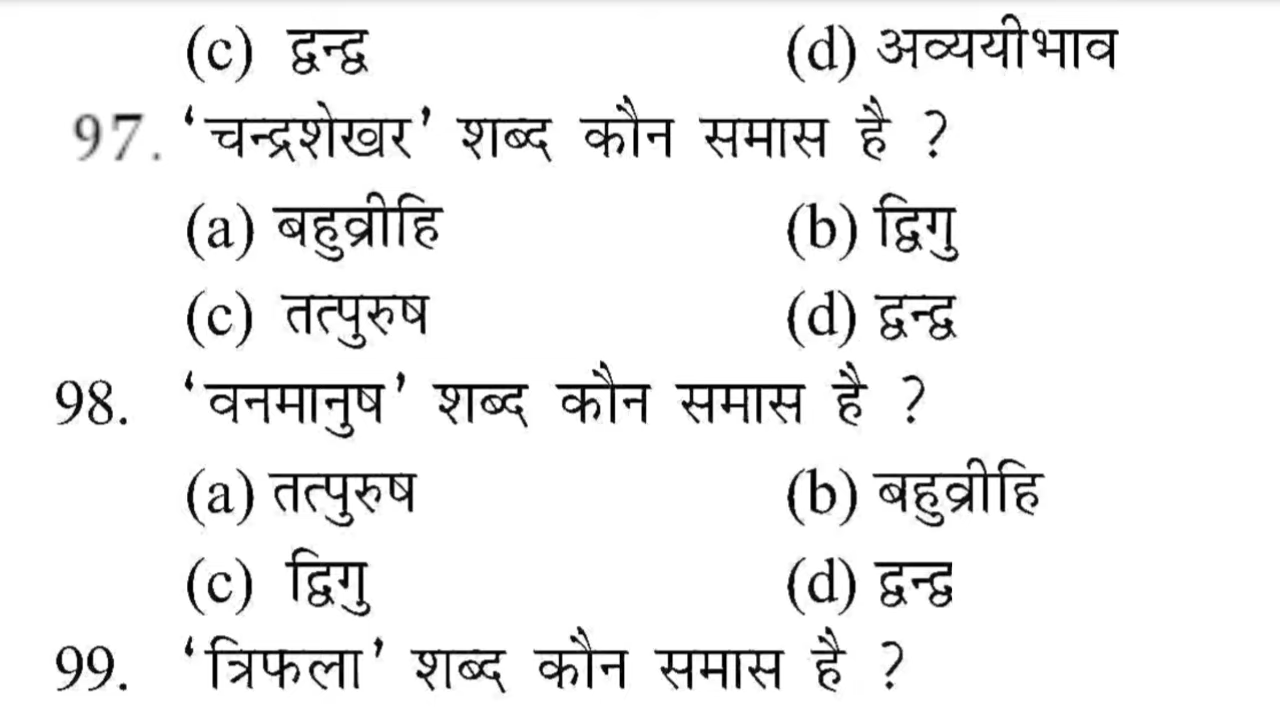 (c) द्वन्द्व (d) अव्ययीभाव
97. ‘चन्द्रशेखर’ शब्द कौन समास है ?
(a) बहुव्रीहि (b) द्विगु
(c) तत्पुरुष (d) द्वन्द्व
98. ‘वनमानुष’ शब्द कौन समास है ?
(a) तत्पुरुष (b) बहुव्रीहि
(c) द्विगु (d) द्वन्द्व
99. ‘त्रिफला’ शब्द कौन समास है ?